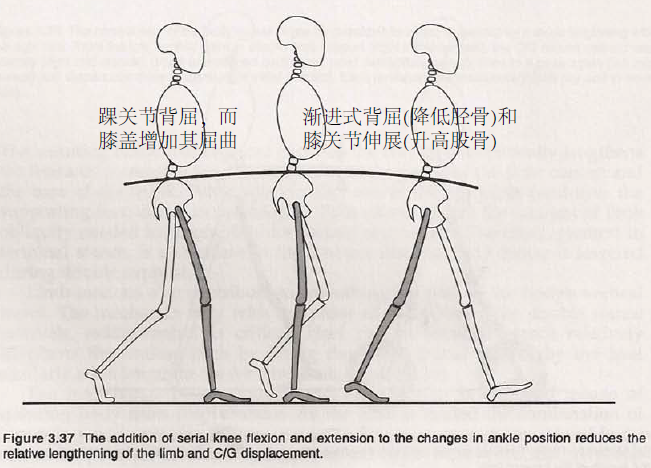 踝关节背屈，而
膝盖增加其屈曲
渐进式背屈(降低胫骨)和
膝关节伸展(升高股骨)
Figure 3.37 The addition of serial knee flexion and extension to the changes in ankle position reduces the
relative lengthening of the limb and C/G displacement.